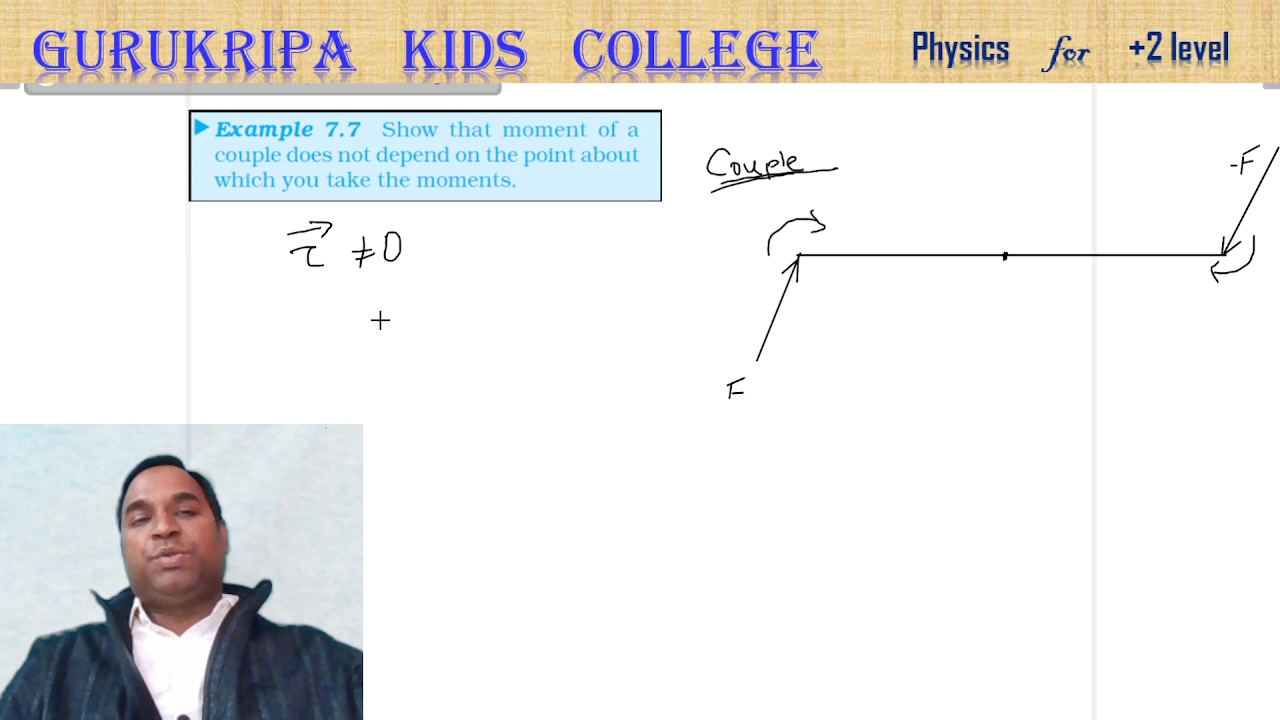 GURUKRIPA KIDS COLLEGE
Physics for +2 level
Example 7.7 Show that moment of a
couple does not depend on the point about
which you take the moments.
Couple
-F
τ ≠ 0
+
F